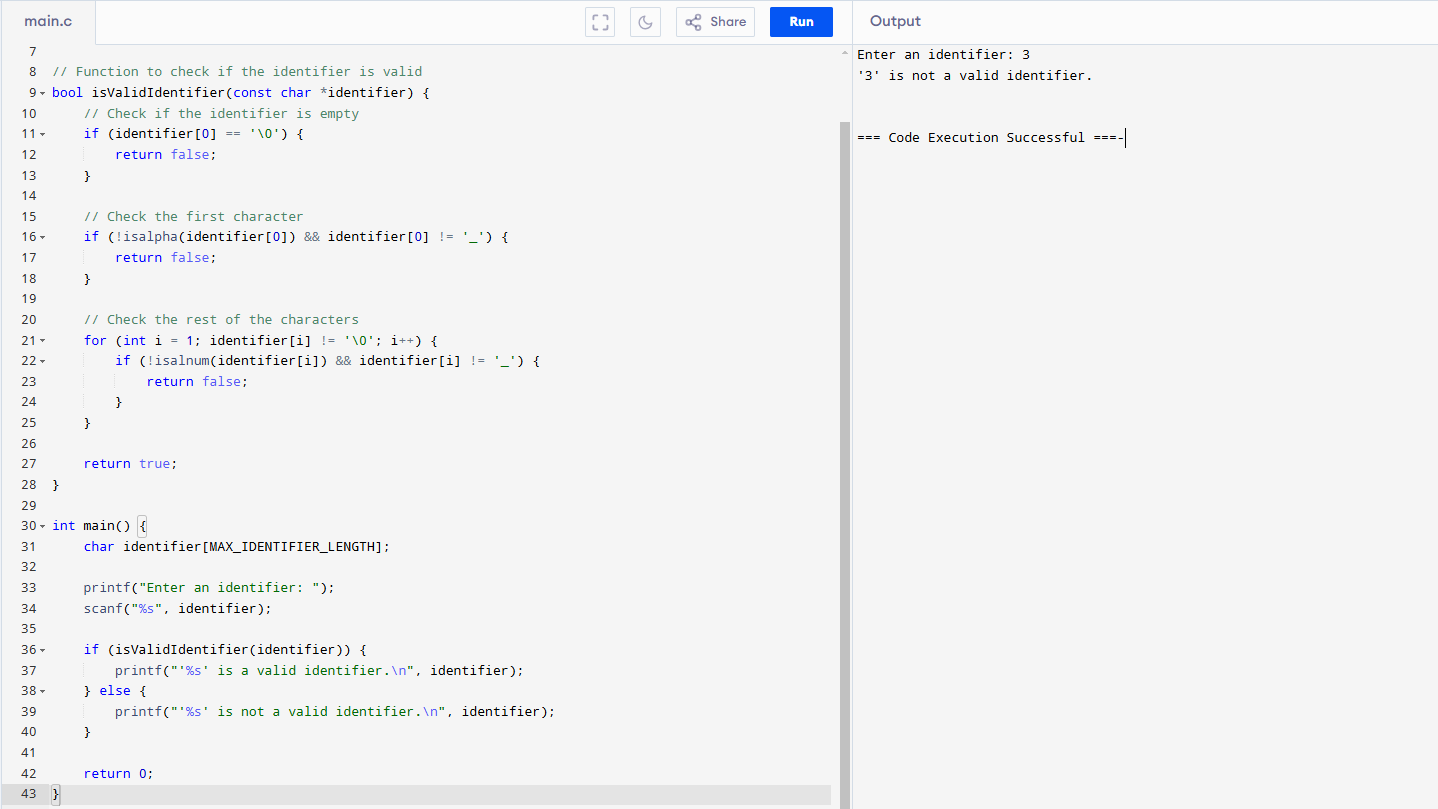 main.c
Share
Run
Output
7
8 // Function to check if the identifier is valid
9 bool isValidIdentifier(const char *identifier) {
10     // Check if the identifier is empty
11     if (identifier[0] == '\0') {
12         return false;
13     }
14
15     // Check the first character
16     if (!isalpha(identifier[0]) && identifier[0] != '_') {
17         return false;
18     }
19
20     // Check the rest of the characters
21     for (int i = 1; identifier[i] != '\0'; i++) {
22         if (!isalnum(identifier[i]) && identifier[i] != '_') {
23             return false;
24         }
25     }
26
27     return true;
28 }
29
30 int main() {
31     char identifier[MAX_IDENTIFIER_LENGTH];
32
33     printf("Enter an identifier: ");
34     scanf("%s", identifier);
35
36     if (isValidIdentifier(identifier)) {
37         printf("'%s' is a valid identifier.\n", identifier);
38     } else {
39         printf("'%s' is not a valid identifier.\n", identifier);
40     }
41
42     return 0;
43 }
Enter an identifier: 3
'3' is not a valid identifier.
=== Code Execution Successful ===-